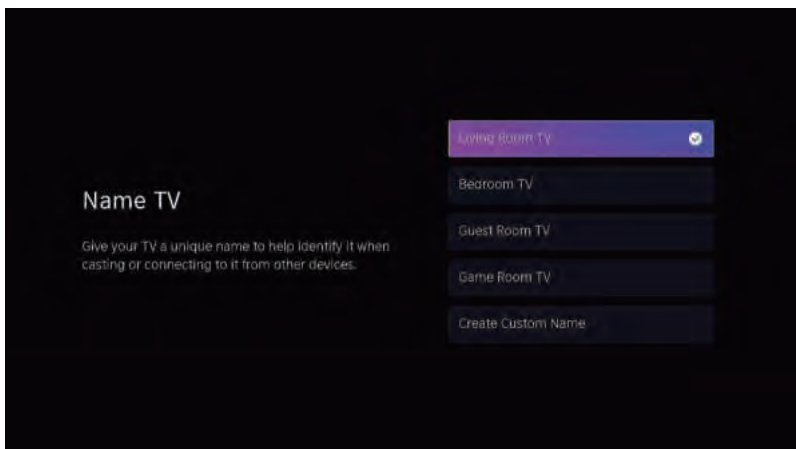 Living Room TV
Bedroom TV
Name TV
Guest Room TV
Give your TV a unique name to help identify it when
casting or connecting to it from other devices.
Game Room TV
Create Custom Name